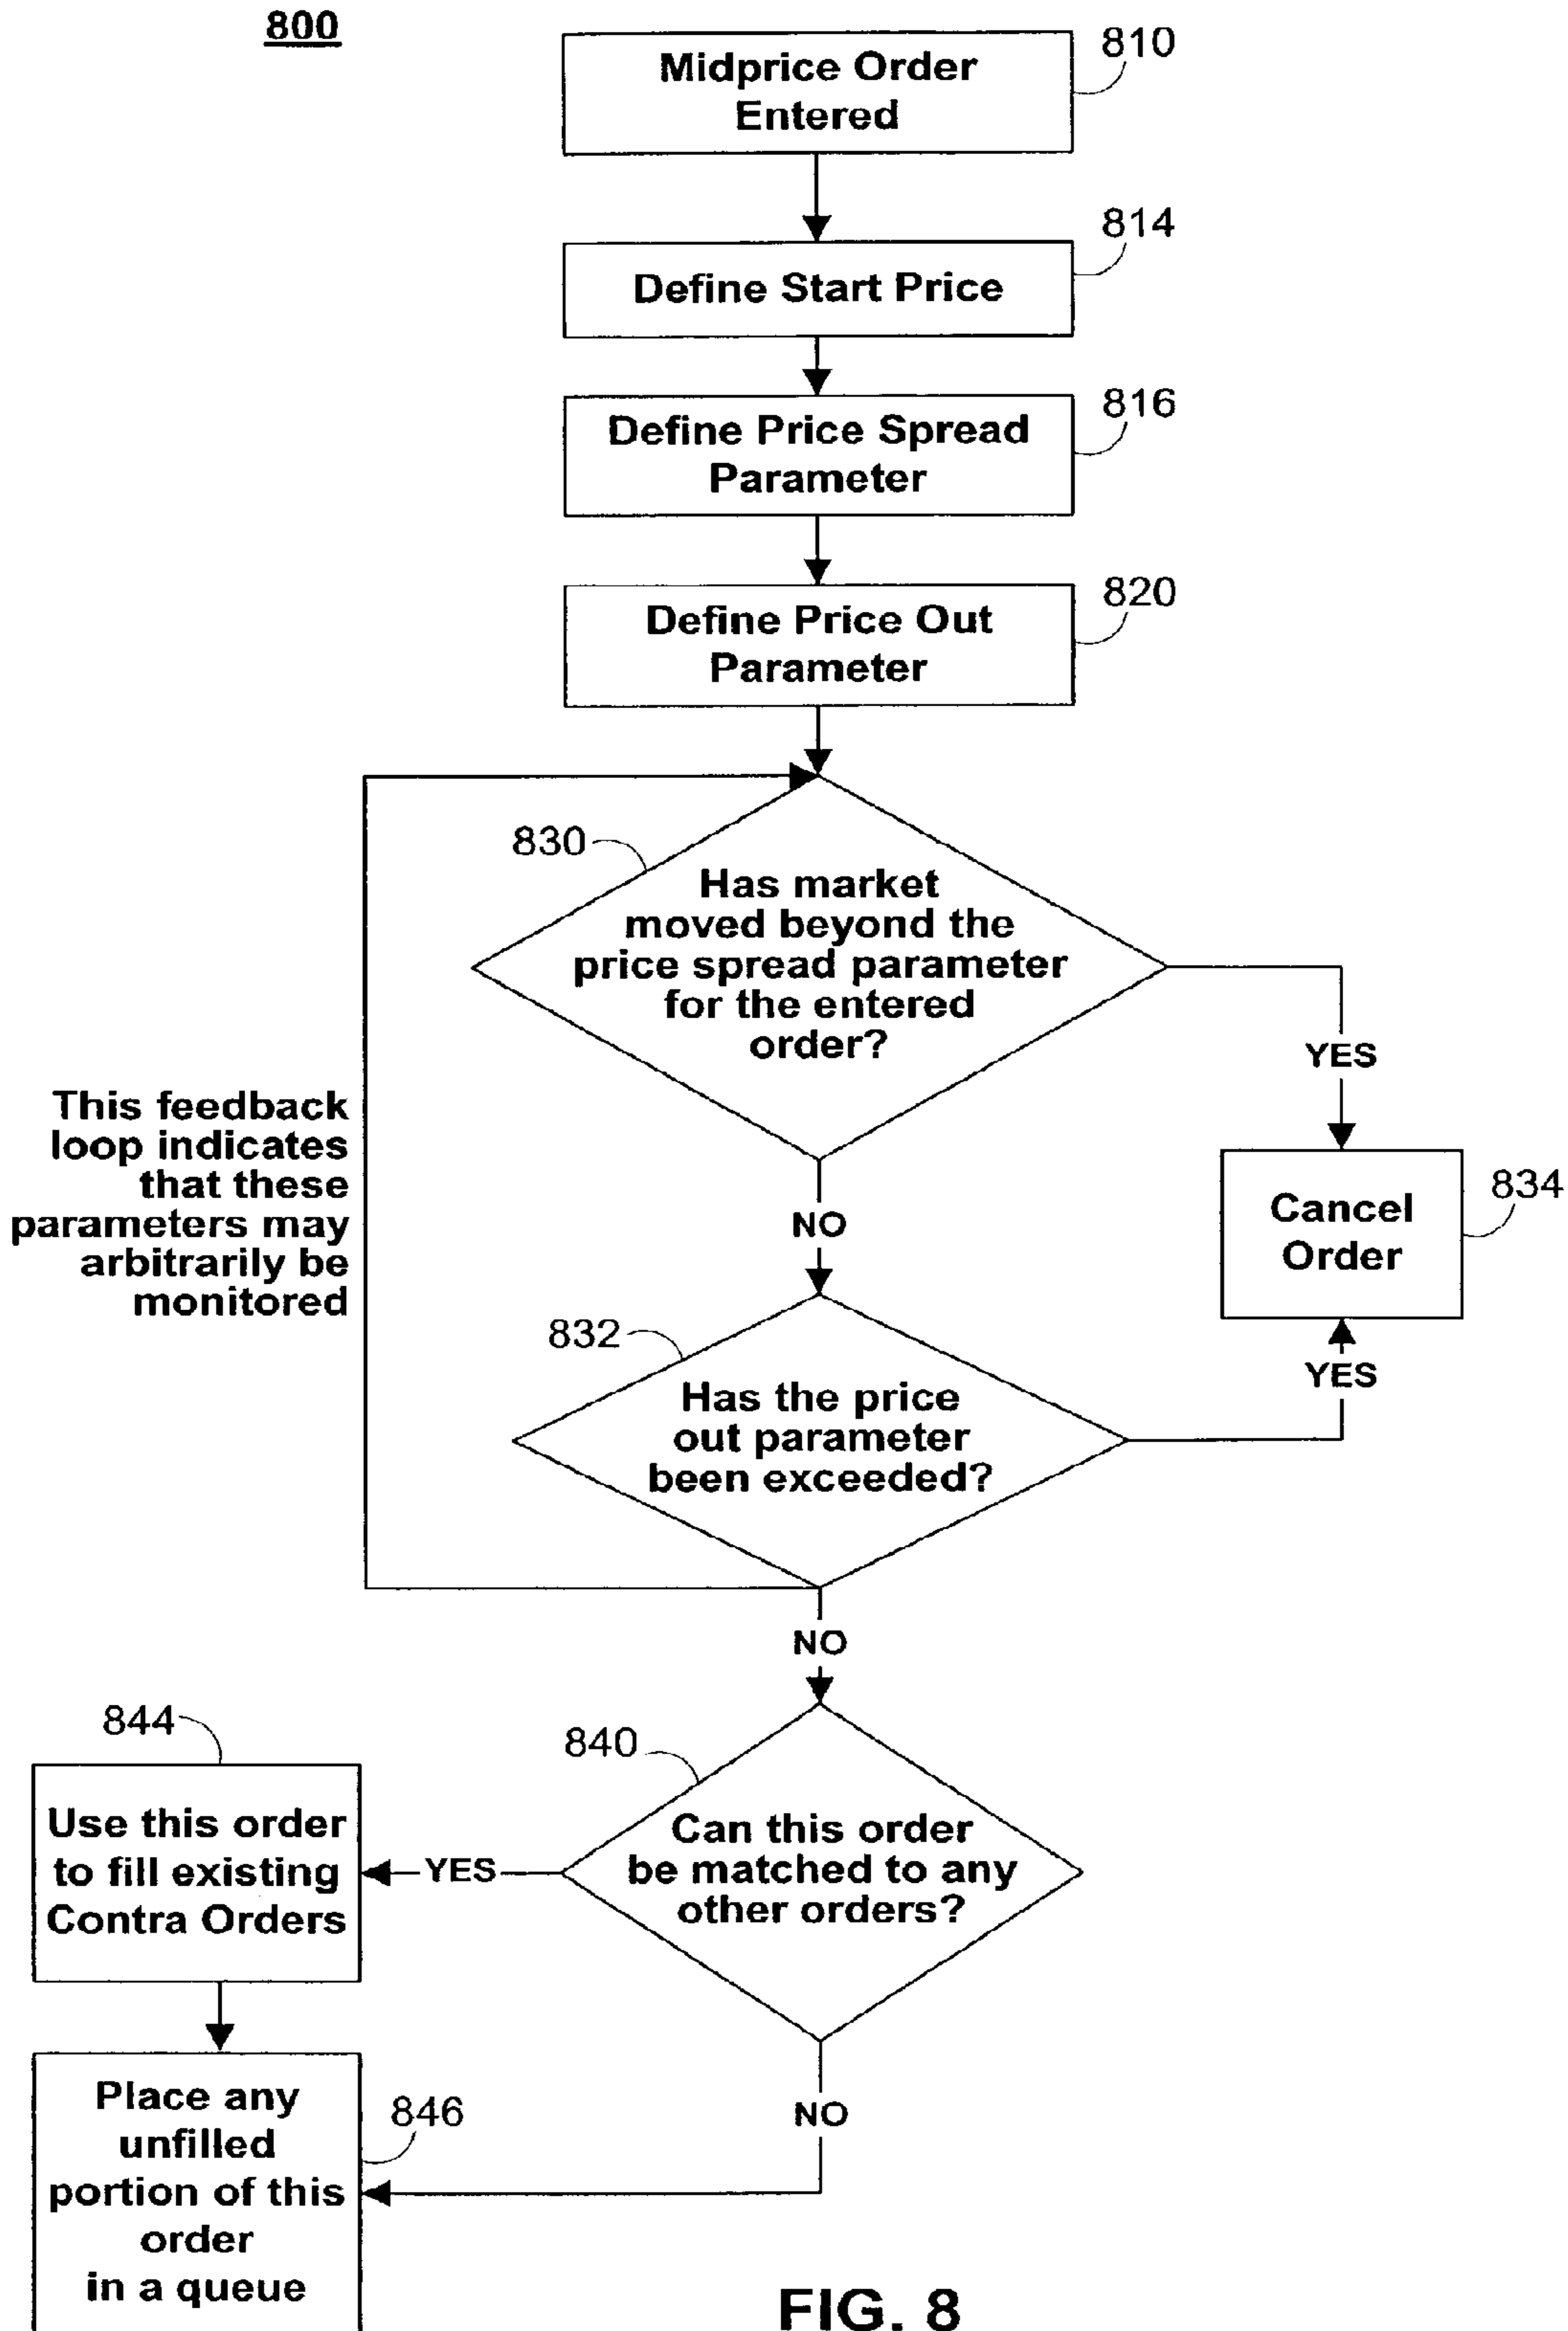 800
810
Midprice Order
Entered
814
Define Start Price
816
Define Price Spread
Parameter
820
Define Price Out
Parameter
830
Has market
moved beyond the
price spread parameter
for the entered
order?
YES
This feedback
loop indicates
that these
parameters may
arbitrarily be
monitored
NO
834
Cancel
Order
832
Has the price
out parameter
been exceeded?
YES
NO
844
840
Use this order
to fill existing
Contra Orders
YES
Can this order
be matched to any
other orders?
846
Place any
unfilled
portion of this
order
in a queue
NO
FIG. 8